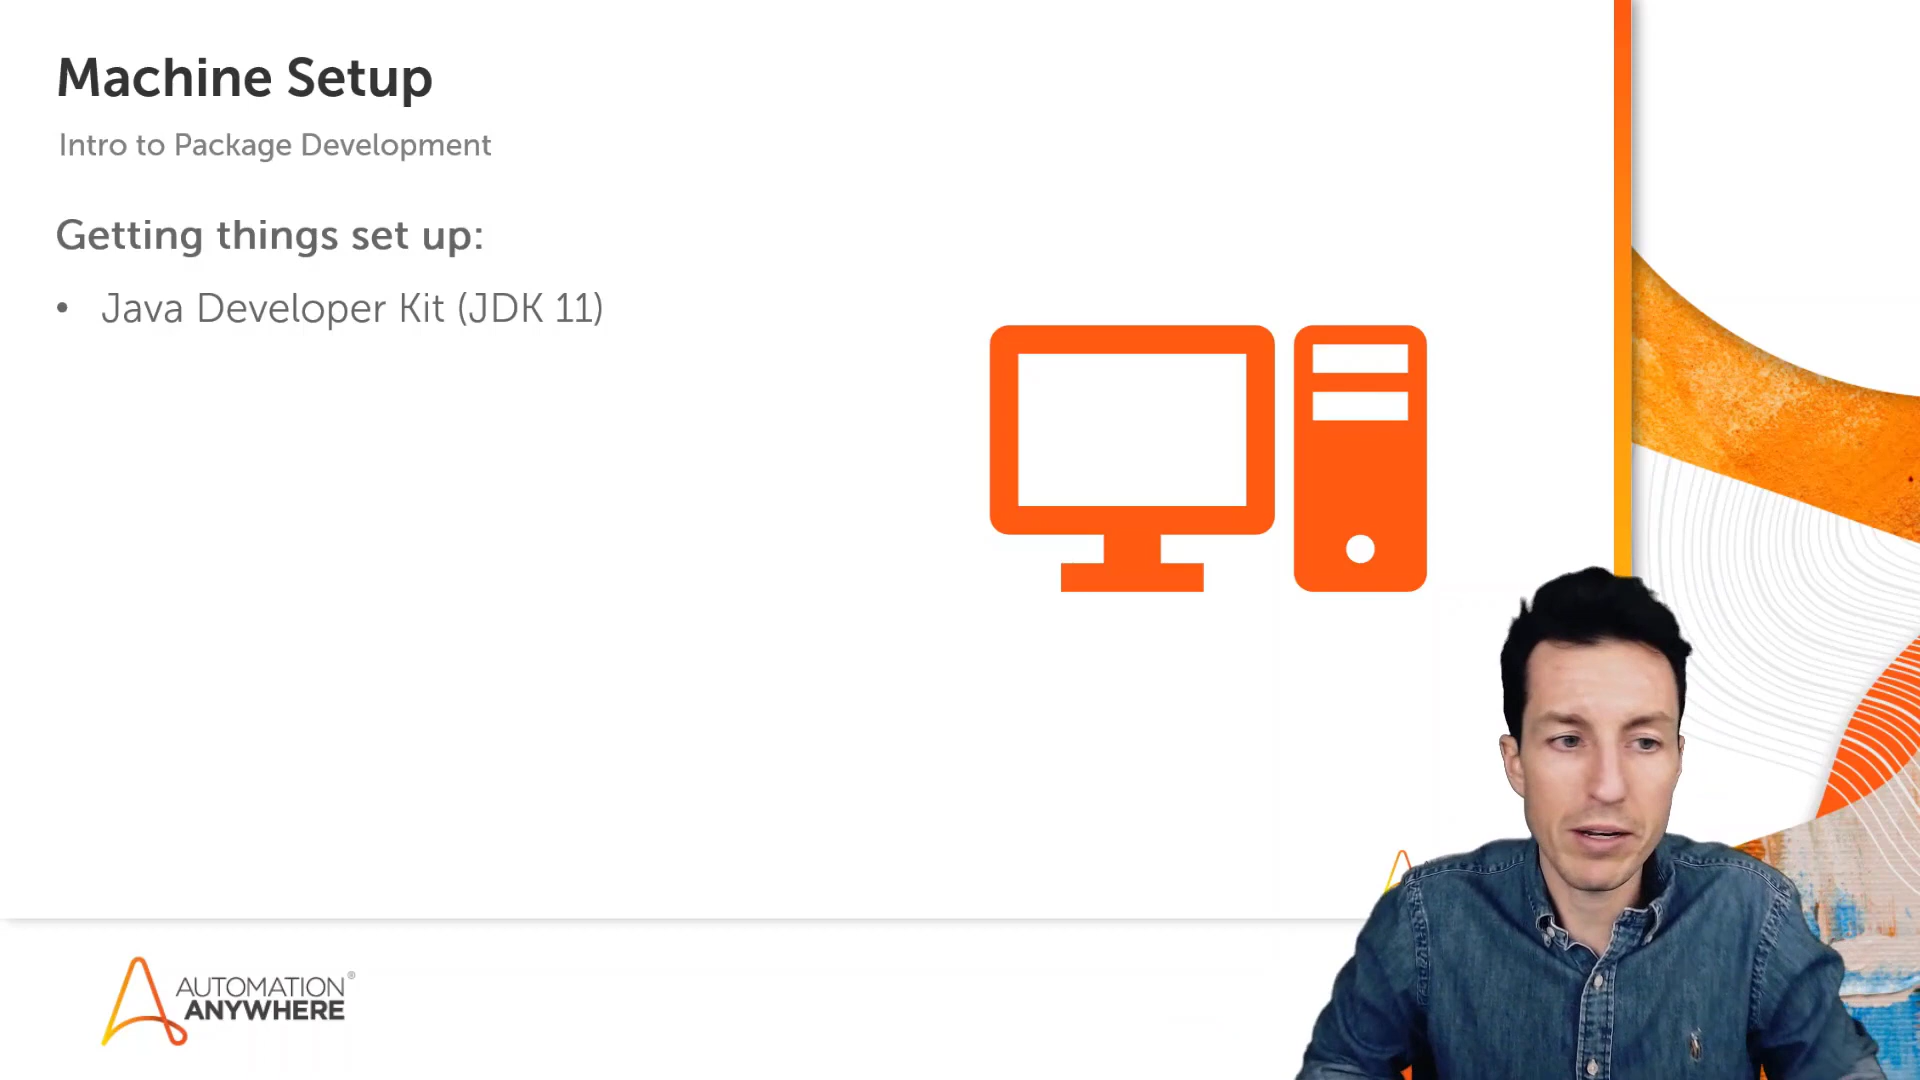 Machine Setup
Intro to Package Development
Getting things set up:
• Java Developer Kit (JDK 11)
AUTOMATION®
ANYWHERE